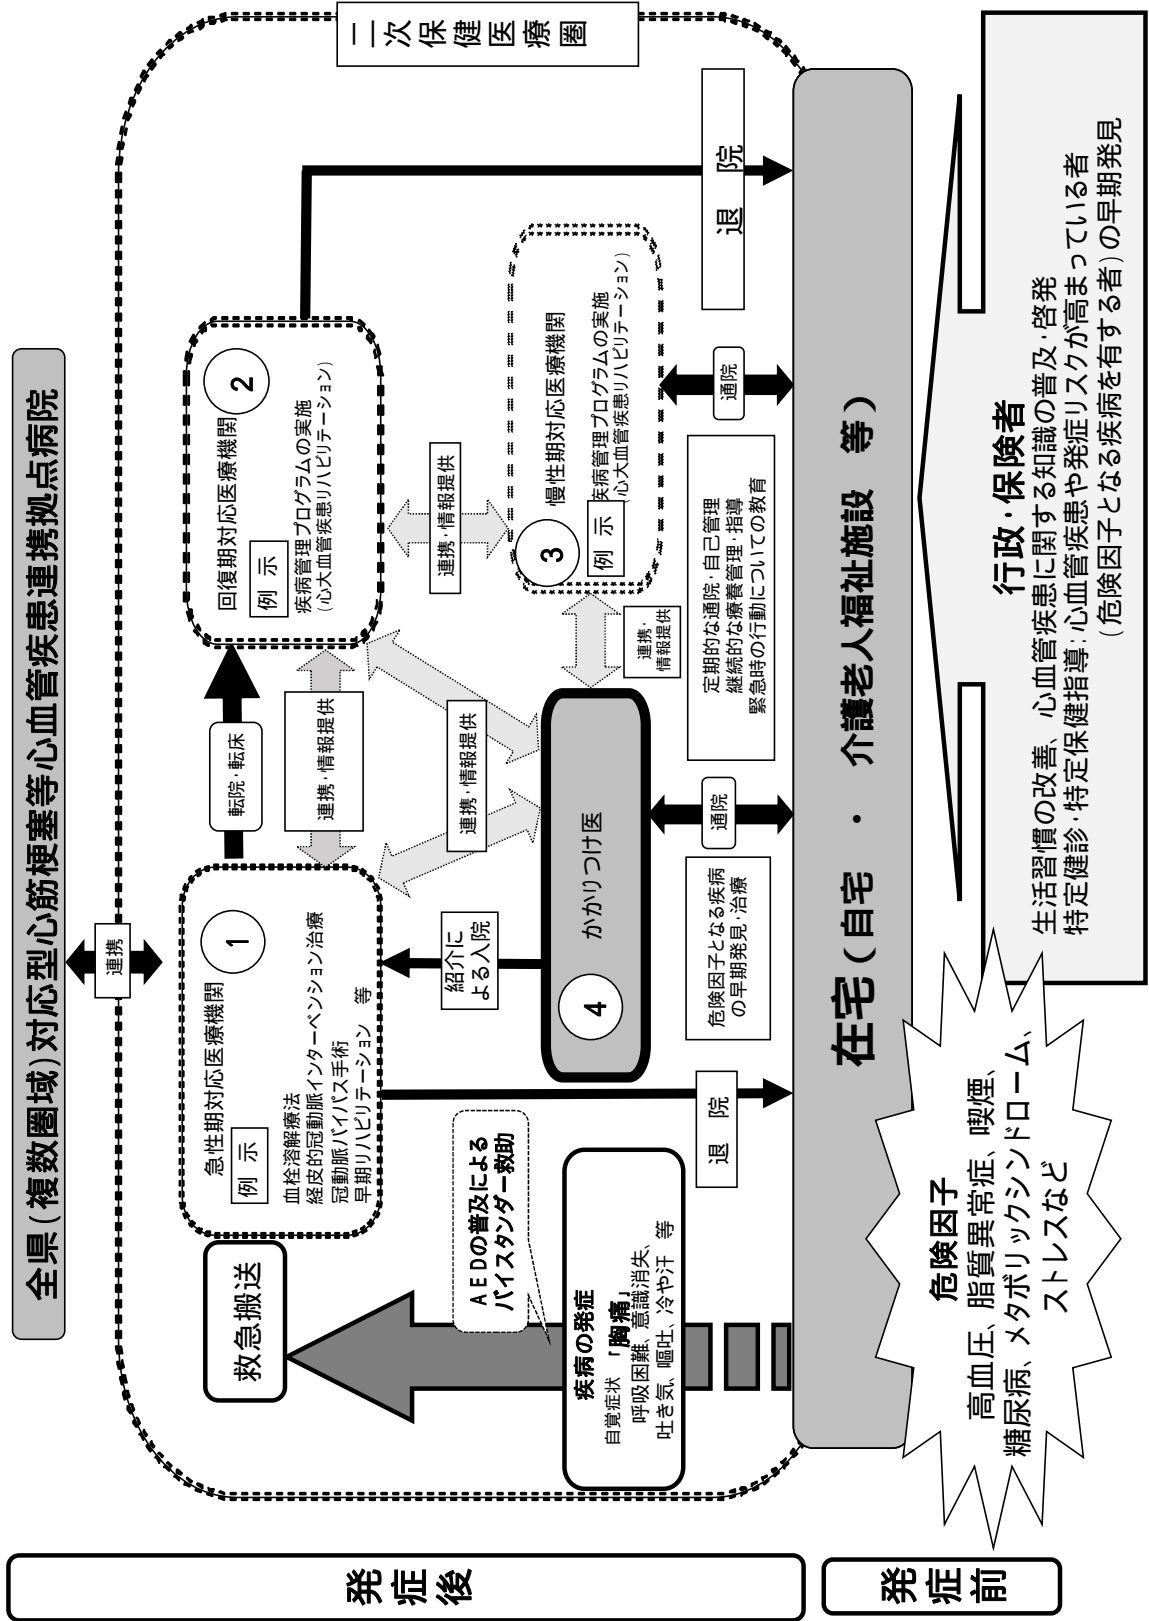 全県（複数圏域）対応型心筋梗塞等心血管疾患連携拠点病院
二次保健医療圏
連携
発症後
救急搬送
急性期対応医療機関
1
例　示
血栓溶解療法
経皮的冠動脈インターベンション治療
冠動脈バイパス手術
早期リハビリテーション　等
転院・転床
連携・情報提供
回復期対応医療機関
2
例　示
疾病管理プログラムの実施
（心大血管疾患リハビリテーション）
AEDの普及による
バイスタンダー救助
紹介に
よる入院
連携・情報提供
連携・情報提供
慢性期対応医療機関
3
例　示
疾病管理プログラムの実施
（心大血管疾患リハビリテーション）
疾病の発症
自覚症状　「胸痛」
呼吸困難、意識消失、
吐き気、嘔吐、冷や汗　等
4
かかりつけ医
連携・
情報提供
退　院
危険因子となる疾病
の早期発見・治療
通院
定期的な通院・自己管理
継続的な療養管理・指導
緊急時の行動についての教育
通院
退　院
在宅（自宅　・　介護老人福祉施設　等）
発症前
危険因子
高血圧、脂質異常症、喫煙、
糖尿病、メタボリックシンドローム、
ストレスなど
行政・保険者
生活習慣の改善、心血管疾患に関する知識の普及・啓発
特定健診・特定保健指導；心血管疾患や発症リスクが高まっている者
（危険因子となる疾病を有する者）の早期発見